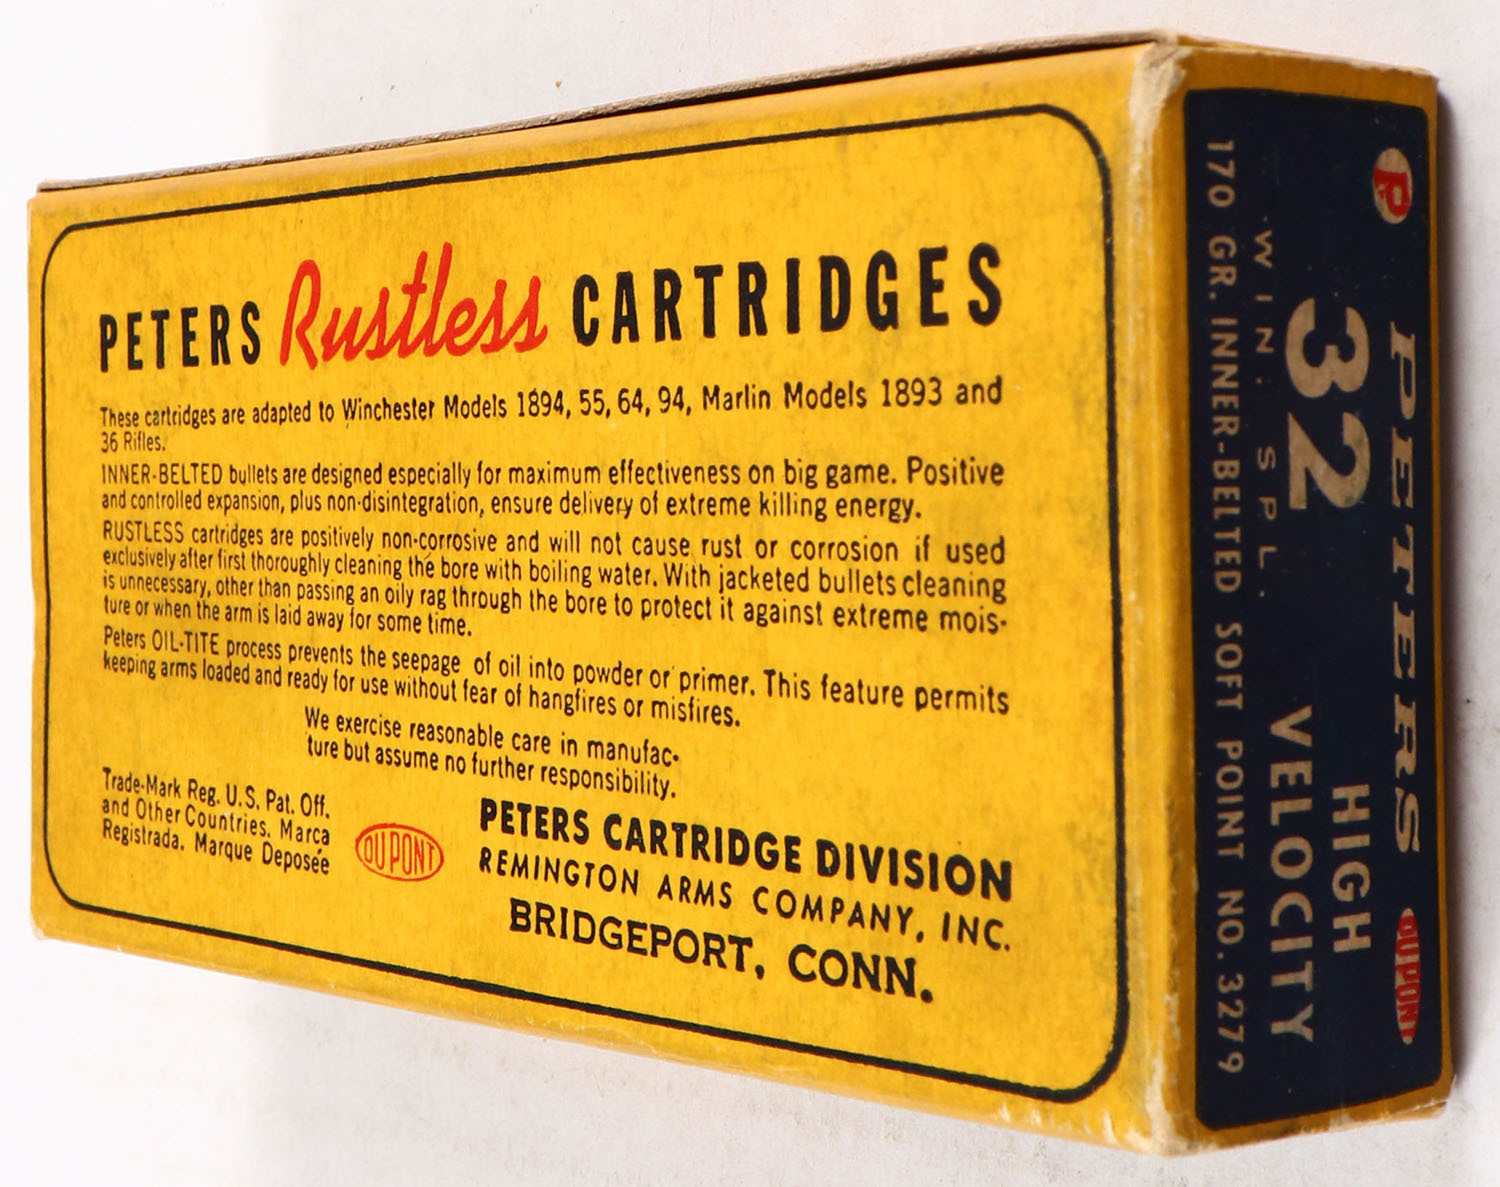 PETERS Rustless CARTRIDGES
These cartridges are adapted to Winchester Models 1894, 55, 64, 94, Marlin Models 1893 and
36 Rifles.
INNER-BELTED bullets are designed especially for maximum effectiveness on big game. Positive
and controlled expansion, plus non-disintegration, ensure delivery of extreme killing energy.
RUSTLESS cartridges are positively non-corrosive and will not cause rust or corrosion if used
exclusively after first thoroughly cleaning the bore with boiling water. With jacketed bullets cleaning
is unnecessary, other than passing an oily rag through the bore to protect it against extreme mois-
ture or when the arm is laid away for some time.
Peters OIL-TITE process prevents the seepage of oil into powder or primer. This feature permits
keeping arms loaded and ready for use without fear of hangfires or misfires.
We exercise reasonable care in manufac-
ture but assume no further responsibility.
Trade-Mark Reg. U.S. Pat. Off.
and Other Countries. Marca
Registrada. Marque Deposée
DU PONT
PETERS CARTRIDGE DIVISION
REMINGTON ARMS COMPANY, INC.
BRIDGEPORT, CONN.
P
PETERS
DU PONT
32
HIGH
VELOCITY
WIN. SPL.
170 GR. INNER-BELTED SOFT POINT NO. 3279